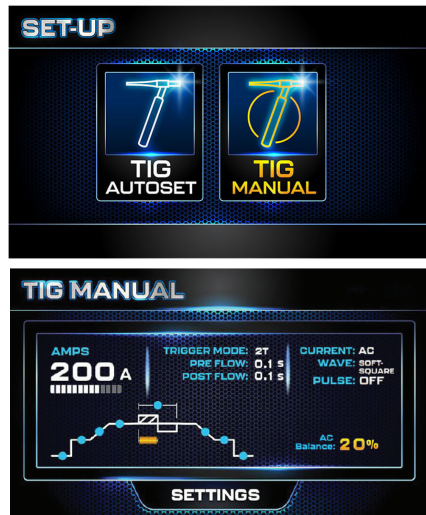 SET-UP
TIG
AUTOSET
TIG
MANUAL
TIG MANUAL
AMPS
200 A
TRIGGER MODE: 2T
PRE FLOW: 0.1 s
POST FLOW: 0.1 s
CURRENT: AC
WAVE: SOFT-
SQUARE
PULSE: OFF
AC
Balance: 20%
SETTINGS